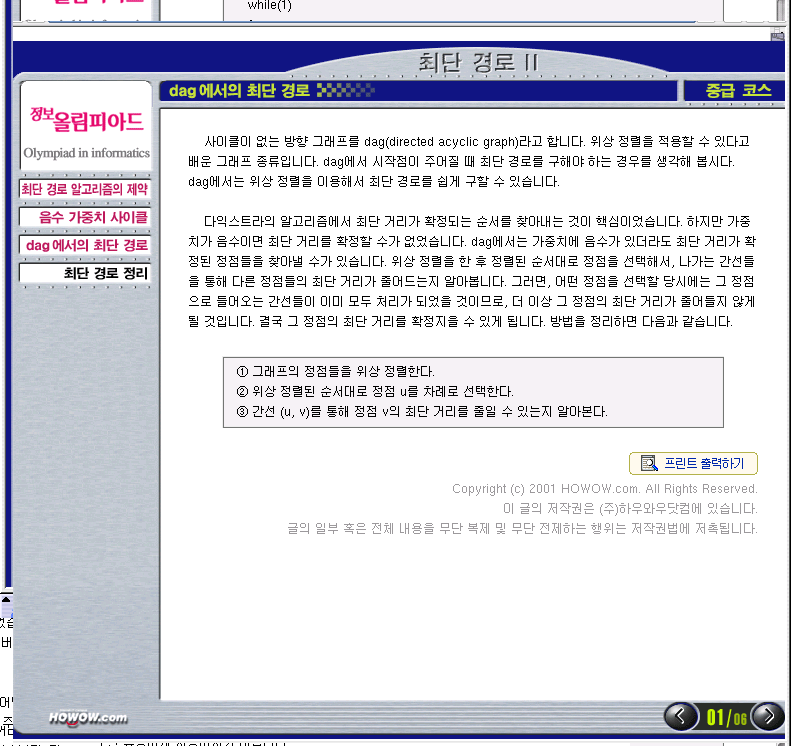 while(1)
최단 경로 II
dag에서의 최단 경로
중급 코스
정보올림피아드
Olympiad in informatics
최단 경로 알고리즘의 제약
음수 가중치 사이클
dag에서의 최단 경로
최단 경로 정리
사이클이 없는 방향 그래프를 dag(directed acyclic graph)라고 합니다. 위상 정렬을 적용할 수 있다고
배운 그래프 종류입니다. dag에서 시작점이 주어질 때 최단 경로를 구해야 하는 경우를 생각해 봅시다.
dag에서는 위상 정렬을 이용해서 최단 경로를 쉽게 구할 수 있습니다.
다익스트라의 알고리즘에서 최단 거리가 확정되는 순서를 찾아내는 것이 핵심이었습니다. 하지만 가중
치가 음수이면 최단 거리를 확정할 수가 없었습니다. dag에서는 가중치에 음수가 있더라도 최단 거리가 확
정된 정점들을 찾아낼 수가 있습니다. 위상 정렬을 한 후 정렬된 순서대로 정점을 선택해서, 나가는 간선들
을 통해 다른 정점들의 최단 거리가 줄어드는지 알아봅니다. 그러면, 어떤 정점을 선택할 당시에는 그 정점
으로 들어오는 간선들이 이미 모두 처리가 되었을 것이므로, 더 이상 그 정점의 최단 거리가 줄어들지 않게
될 것입니다. 결국 그 정점의 최단 거리를 확정지을 수 있게 됩니다. 방법을 정리하면 다음과 같습니다.
① 그래프의 정점들을 위상 정렬한다.
② 위상 정렬된 순서대로 정점 u를 차례로 선택한다.
③ 간선 (u, v)를 통해 정점 v의 최단 거리를 줄일 수 있는지 알아본다.
프린트 출력하기
Copyright (c) 2001 HOWOW.com. All Rights Reserved.
이 글의 저작권은 (주)하우와우닷컴에 있습니다.
글의 일부 혹은 전체 내용을 무단 복제 및 무단 전제하는 행위는 저작권법에 저촉됩니다.
버
HOWOW.com
01/06